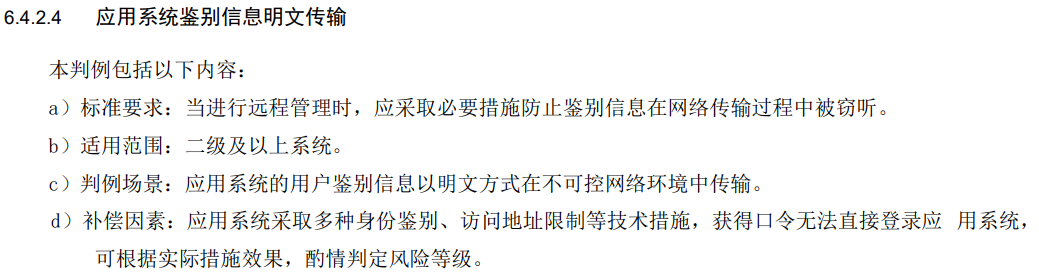 6.4.2.4 应用系统鉴别信息明文传输
本判例包括以下内容：
a）标准要求：当进行远程管理时，应采取必要措施防止鉴别信息在网络传输过程中被窃听。
b）适用范围：二级及以上系统。
c）判例场景：应用系统的用户鉴别信息以明文方式在不可控网络环境中传输。
d）补偿因素：应用系统采取多种身份鉴别、访问地址限制等技术措施，获得口令无法直接登录应 用系统，
可根据实际措施效果，酌情判定风险等级。